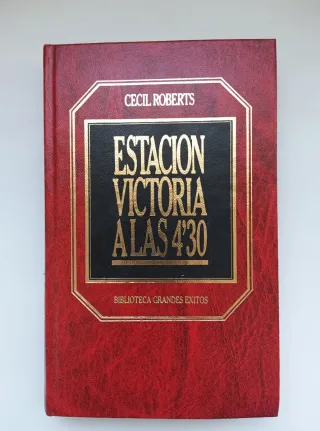 CECIL ROBERTS
ESTACION
VICTORIA
A LAS 4'30
BIBLIOTECA GRANDES EXITOS